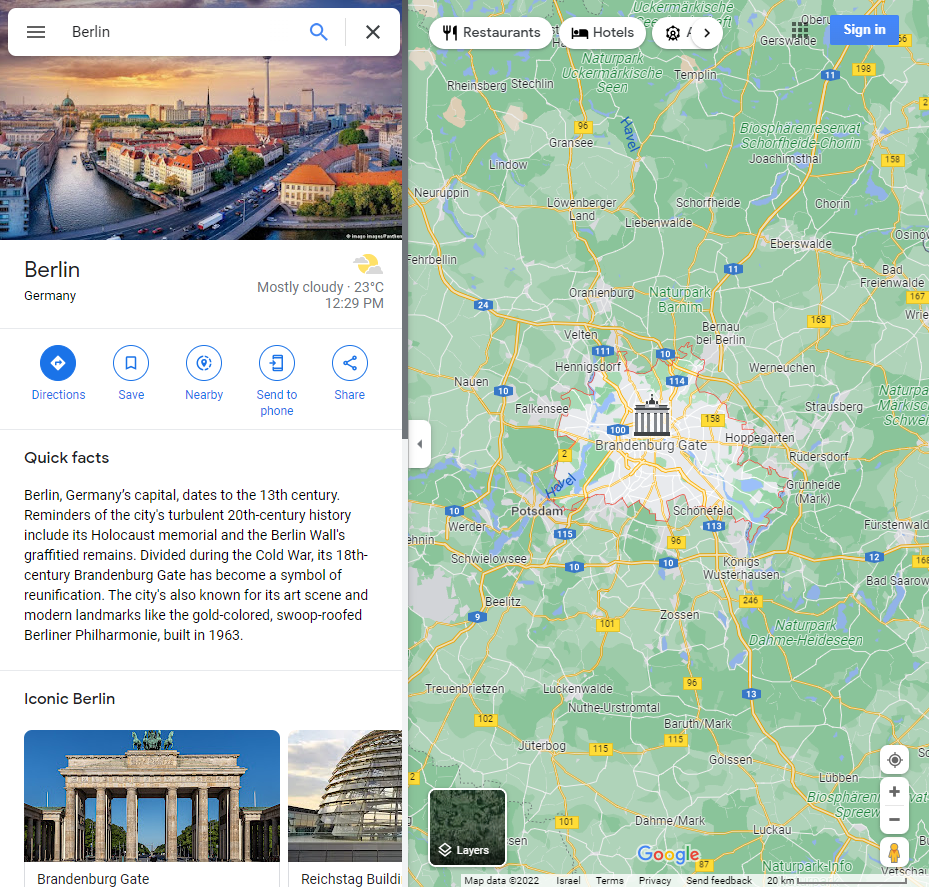 Berlin
© imago images/Panthermedia
Berlin
Germany
Mostly cloudy · 23°C
12:29 PM
Directions
Save
Nearby
Send to
phone
Share
Quick facts
Berlin, Germany's capital, dates to the 13th century.
Reminders of the city's turbulent 20th-century history
include its Holocaust memorial and the Berlin Wall's
graffitied remains. Divided during the Cold War, its 18th-
century Brandenburg Gate has become a symbol of
reunification. The city's also known for its art scene and
modern landmarks like the gold-colored, swoop-roofed
Berliner Philharmonie, built in 1963.
Iconic Berlin
Brandenburg Gate
Reichstag Buildi
Restaurants
Hotels
Sign in
Uckermärkische
Gerswalde
198
11
Naturpark
Uckermärkische
Seen
Templin
Rheinsberg
Stechlin
Havel
96
Gransee
Biosphärenreservat
Schorfheide-Chorin
Joachimsthal
158
Lindow
Neuruppin
Löwenberger
Land
Schorfheide
Chorin
Liebenwalde
Eberswalde
Fehrbellin
11
Bad
Freienwalde
Oranienburg
Naturpark
Barnim
167
24
168
Velten
Bernau
bei Berlin
111
10
Hennigsdorf
Werneuchen
114
Nauen
10
Falkensee
Strausberg
158
100
Brandenburg Gate
Hoppegarten
2
Rüdersdorf
Havel
Grünheide
(Mark)
10
Potsdam
Schönefeld
Werder
113
Fürstenwald
115
96
Schwielowsee
10
10
Königs
Wusterhausen
12
168
Bad Saarow
Beelitz
246
9
Zossen
101
Naturpark
Dahme-Heideseen
96
Treuenbrietzen
Luckenwalde
13
Nuthe-Urstromtal
102
Baruth/Mark
115
Jüterbog
115
Golssen
Lübben
2
101
Dahme/Mark
Luckau
Layers
Google
87
Naturpark-Info
Map data ©2022
Israel
Terms
Privacy
Send feedback
20 km